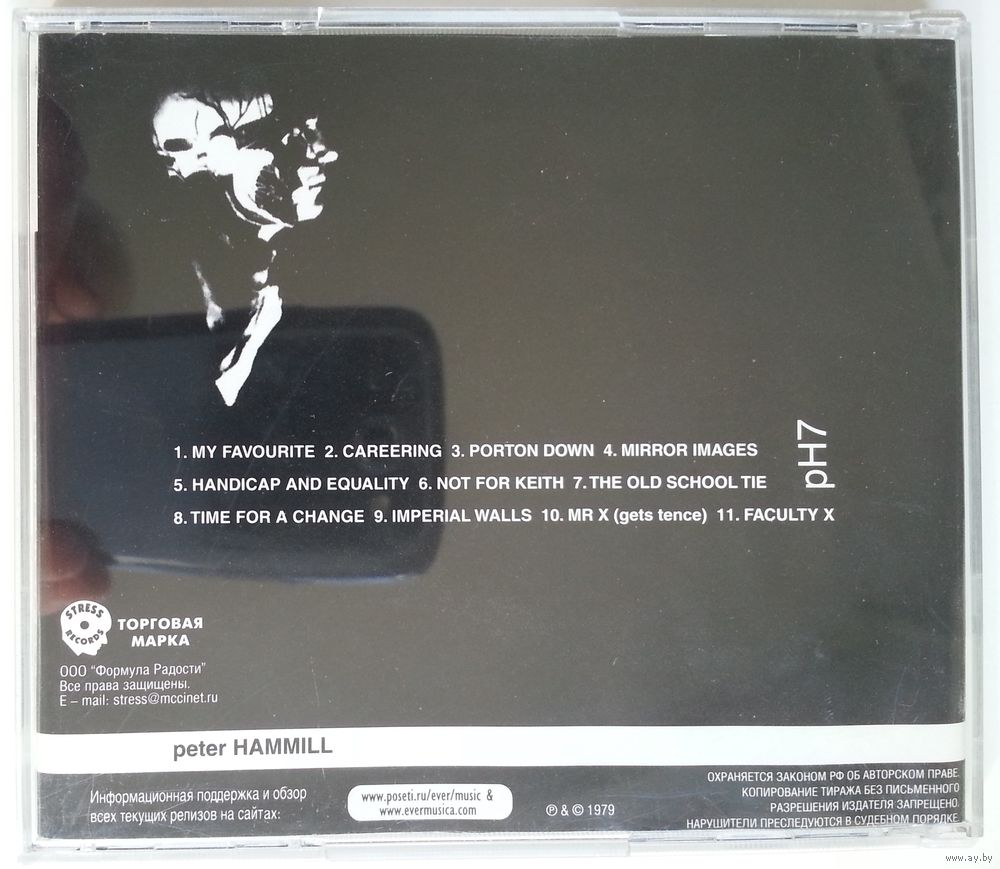 1. MY FAVOURITE 2. CAREERING 3. PORTON DOWN 4. MIRROR IMAGES
5. HANDICAP AND EQUALITY 6. NOT FOR KEITH 7. THE OLD SCHOOL TIE
8. TIME FOR A CHANGE 9. IMPERIAL WALLS 10. MR X (gets tence) 11. FACULTY X
pH7
STRESS RECORDS
ТОРГОВАЯ
МАРКА
ООО “Формула Радости”
Все права защищены.
E – mail: stress@mccinet.ru
peter HAMMILL
Информационная поддержка и обзор
всех текущих релизов на сайтах:
www.poseti.ru/ever/music &
www.evermusica.com
℗ & © 1979
ОХРАНЯЕТСЯ ЗАКОНОМ РФ ОБ АВТОРСКОМ ПРАВЕ.
КОПИРОВАНИЕ ТИРАЖА БЕЗ ПИСЬМЕННОГО
РАЗРЕШЕНИЯ ИЗДАТЕЛЯ ЗАПРЕЩЕНО.
НАРУШИТЕЛИ ПРЕСЛЕДУЮТСЯ В СУДЕБНОМ ПОРЯДКЕ.
www.ay.by